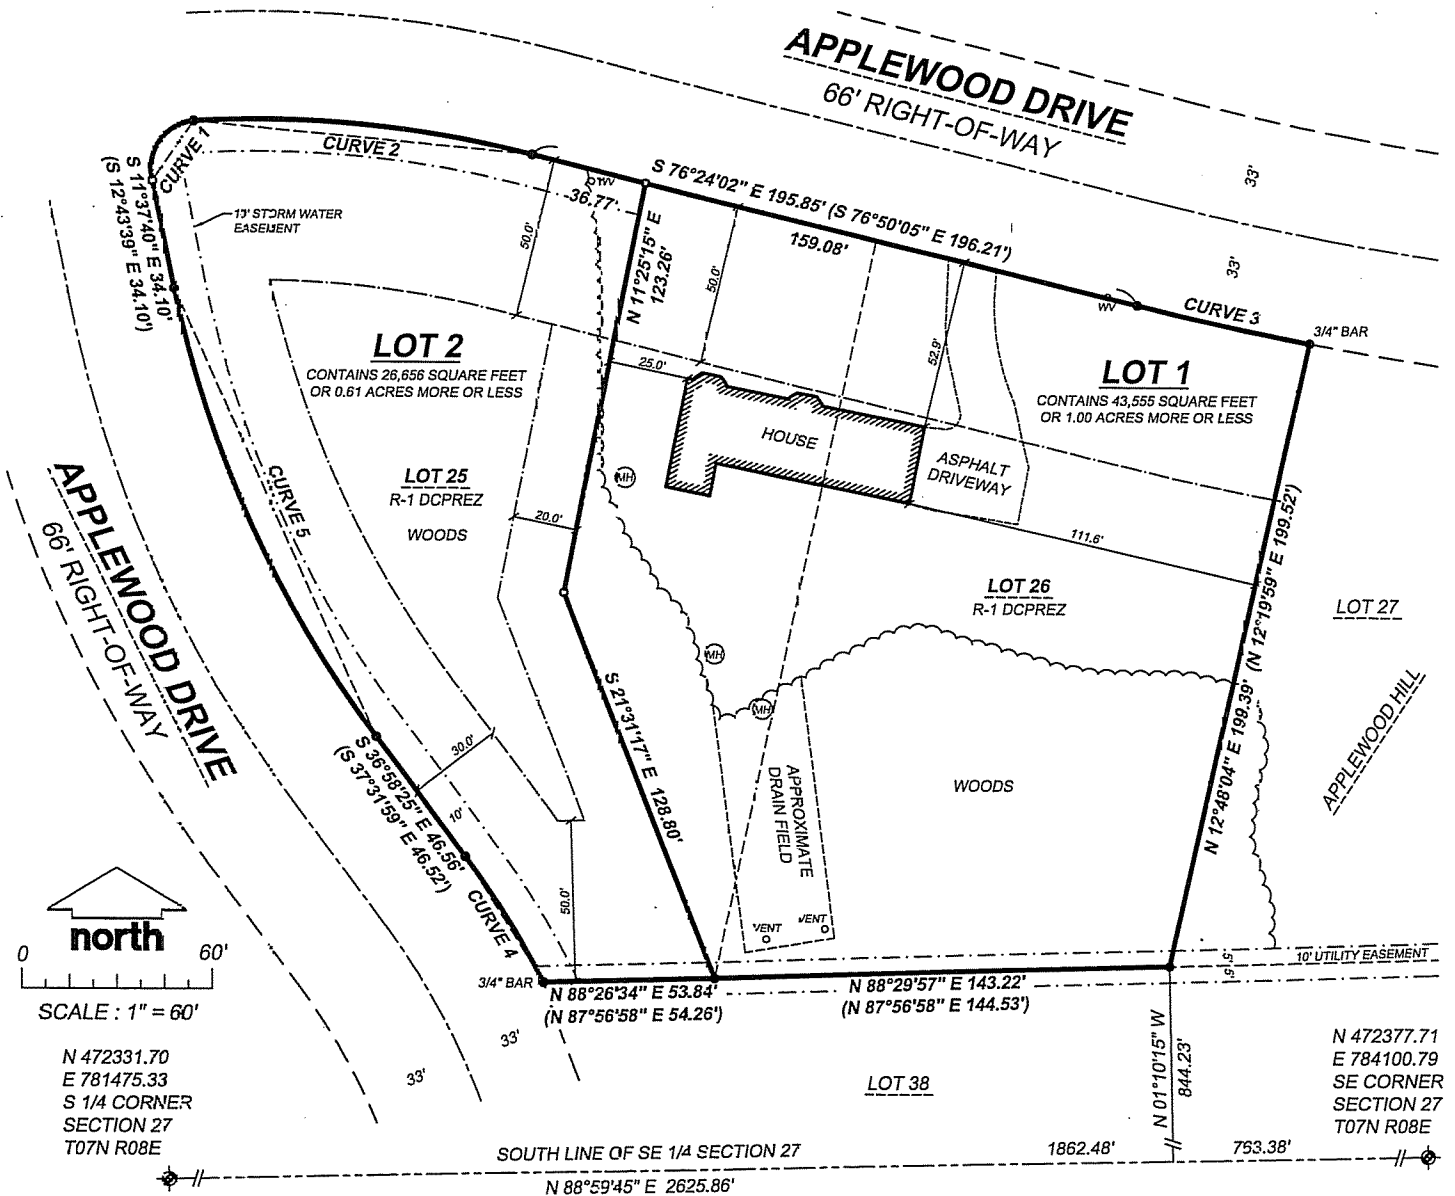 APPLEWOOD DRIVE
66' RIGHT-OF-WAY
33'
33'
CURVE 1
CURVE 2
S 11°37'40" E 34.10'
(S 12°43'39" E 34.10')
WV
36.77'
S 76°24'02" E 195.85' (S 76°50'05" E 196.21')
159.08'
50.0'
50.0'
N 11°25'15" E
123.26'
WV
CURVE 3
3/4" BAR
52.9'
25.0'
LOT 2
CONTAINS 26,656 SQUARE FEET
OR 0.61 ACRES MORE OR LESS
LOT 1
CONTAINS 43,555 SQUARE FEET
OR 1.00 ACRES MORE OR LESS
HOUSE
ASPHALT
DRIVEWAY
MH
LOT 25
R-1 DCPREZ
WOODS
20.0'
CURVE 5
111.6'
LOT 26
R-1 DCPREZ
LOT 27
APPLEWOOD HILL
N 12°48'04" E 199.39' (N 12°19'59" E 199.52')
APPLEWOOD DRIVE
66' RIGHT-OF-WAY
MH
MH
S 21°31'17" E 128.80'
30.0'
10'
S 36°58'25" E 46.56'
(S 37°31'59" E 46.52')
CURVE 4
APPROXIMATE
DRAIN FIELD
WOODS
VENT
VENT
50.0'
north
0 60'
SCALE : 1" = 60'
3/4" BAR
N 88°26'34" E 53.84'
(N 87°56'58" E 54.26')
N 88°29'57" E 143.22'
(N 87°56'58" E 144.53')
5'
5'
10' UTILITY EASEMENT
33'
33'
N 01°10'15" W
844.23'
LOT 38
N 472331.70
E 781475.33
S 1/4 CORNER
SECTION 27
T07N R08E
N 472377.71
E 784100.79
SE CORNER
SECTION 27
T07N R08E
SOUTH LINE OF SE 1/4 SECTION 27
1862.48'
763.38'
N 88°59'45" E 2625.86'
STORM WATER
EASEMENT